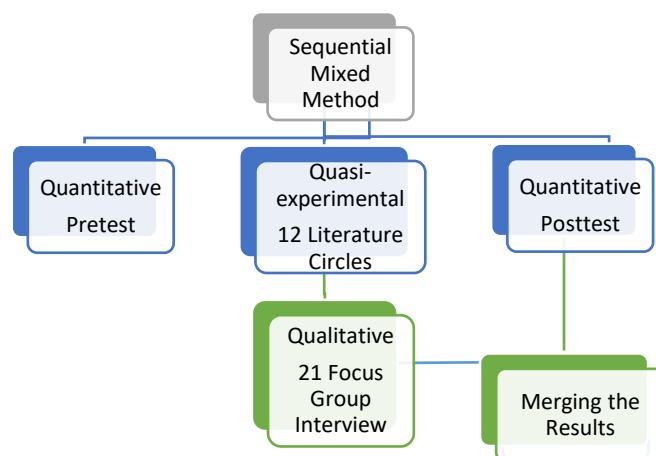 Sequential
Mixed
Method
Quantitative
Pretest
Quasi-
experimental
12 Literature
Circles
Quantitative
Posttest
Qualitative
21 Focus
Group
Interview
Merging the
Results